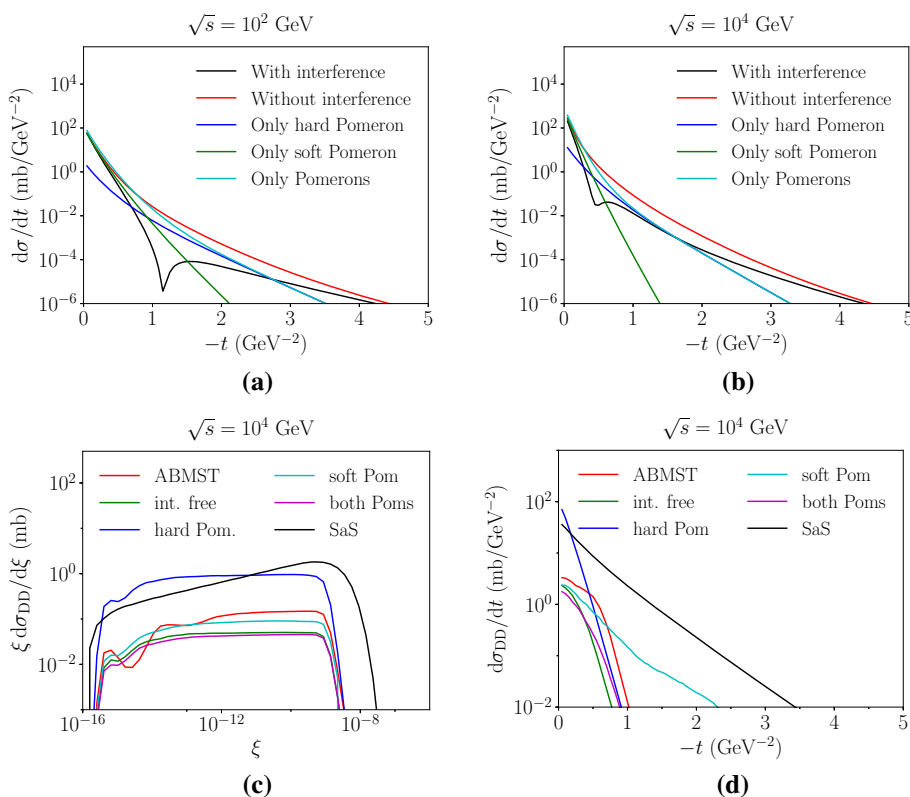 √s = 10² GeV
dσ/dt (mb/GeV⁻²)
10⁴
10²
10⁰
10⁻²
10⁻⁴
10⁻⁶
With interference
Without interference
Only hard Pomeron
Only soft Pomeron
Only Pomerons
0 1 2 3 4 5
−t (GeV⁻²)
(a)
√s = 10⁴ GeV
dσ/dt (mb/GeV⁻²)
10⁴
10²
10⁰
10⁻²
10⁻⁴
10⁻⁶
With interference
Without interference
Only hard Pomeron
Only soft Pomeron
Only Pomerons
0 1 2 3 4 5
−t (GeV⁻²)
(b)
√s = 10⁴ GeV
ξ dσ_DD/dξ (mb)
10²
10⁰
10⁻²
ABMST
int. free
hard Pom.
soft Pom
both Poms
SaS
10⁻¹⁶ 10⁻¹² 10⁻⁸
ξ
(c)
√s = 10⁴ GeV
dσ_DD/dt (mb/GeV⁻²)
10²
10⁰
10⁻²
ABMST
int. free
hard Pom
soft Pom
both Poms
SaS
0 1 2 3 4 5
−t (GeV⁻²)
(d)